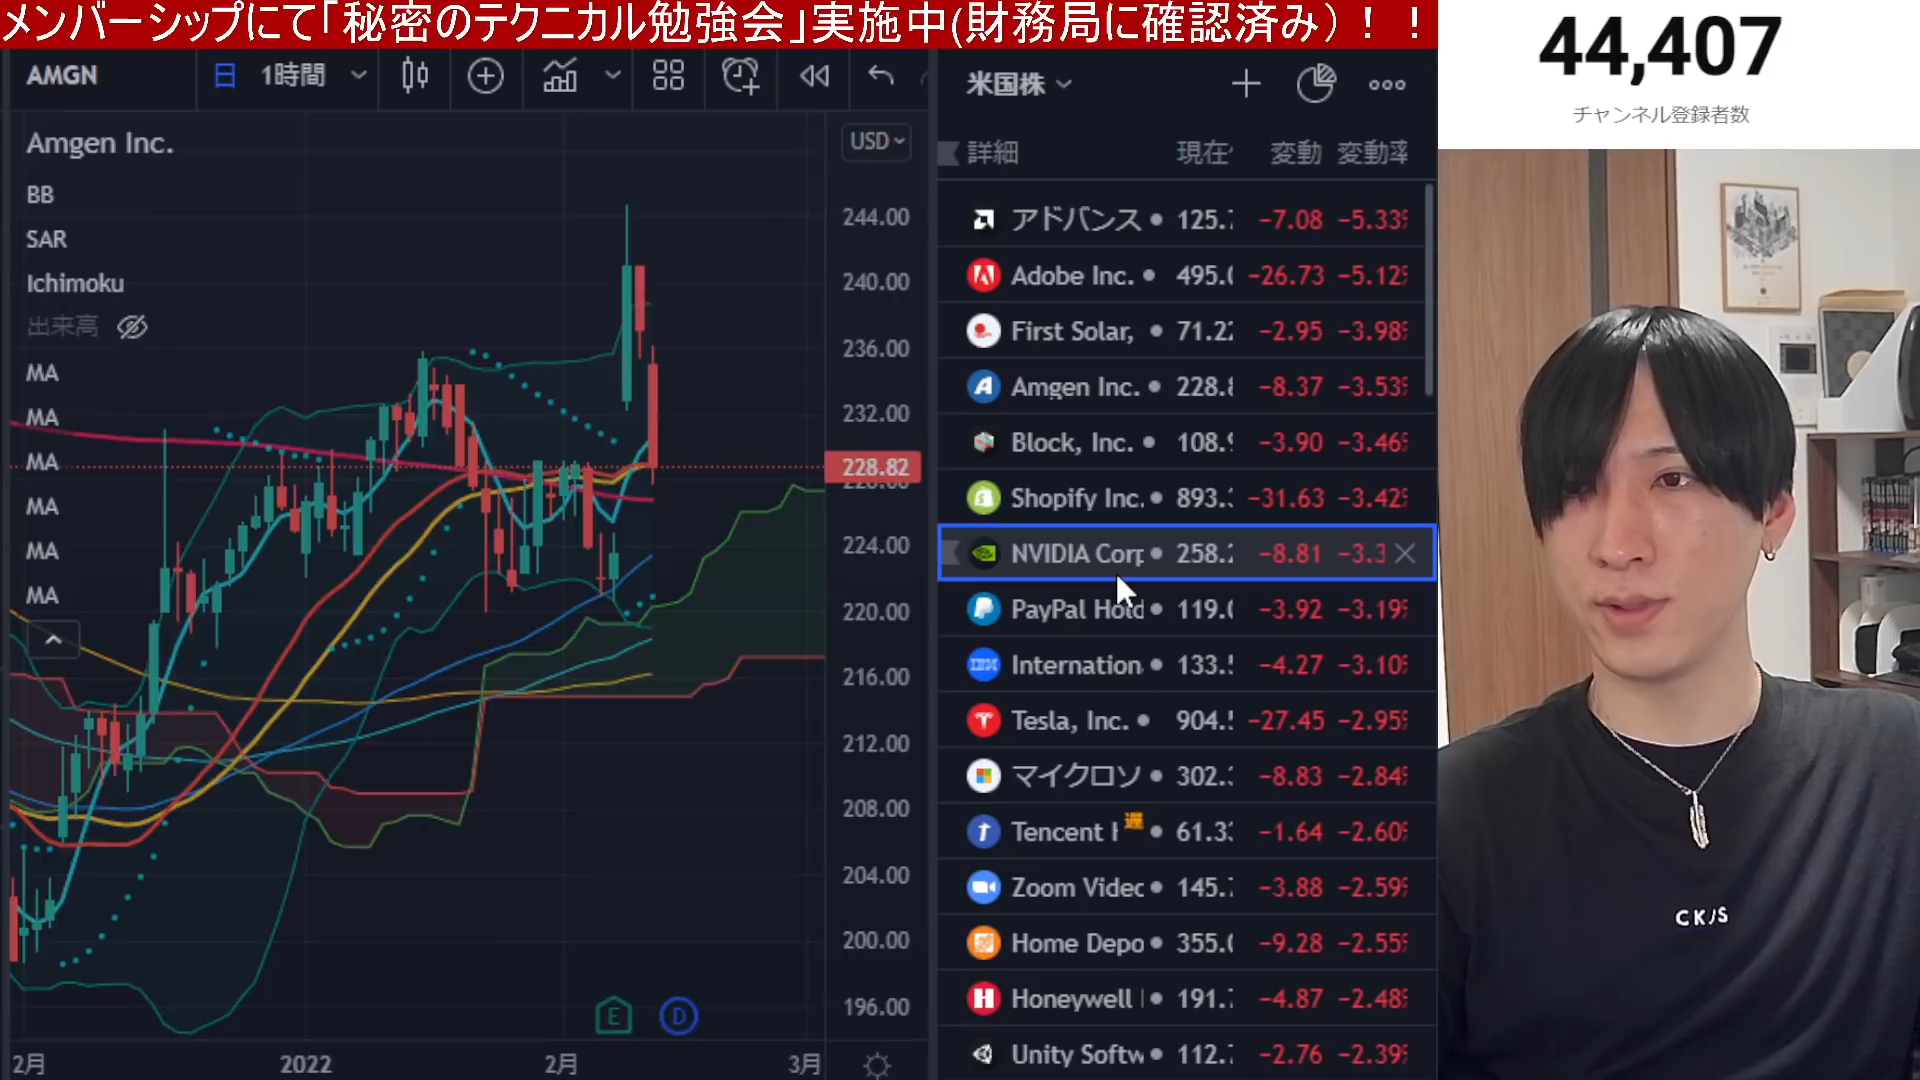 メンバーシップにて「秘密のテクニカル勉強会」実施中(財務局に確認済み）！！
44,407
チャンネル登録者数
AMGN
日 1時間
Amgen Inc.
USD
BB
SAR
Ichimoku
出来高
MA
MA
MA
MA
MA
MA
244.00
240.00
236.00
232.00
228.82
224.00
220.00
216.00
212.00
208.00
204.00
200.00
196.00
E D
2月 2022 2月 3月
米国株
詳細 現在 変動 変動率
アドバンス 125. −7.08 −5.33
Adobe Inc. 495. −26.73 −5.12
First Solar, 71.2 −2.95 −3.98
Amgen Inc. 228. −8.37 −3.53
Block, Inc. 108. −3.90 −3.46
Shopify Inc. 893. −31.63 −3.42
NVIDIA Corp 258. −8.81 −3.3
PayPal Hold 119. −3.92 −3.19
IBM Internation 133. −4.27 −3.10
Tesla, Inc. 904. −27.45 −2.95
マイクロソ 302. −8.83 −2.84
Tencent 遅 61.3 −1.64 −2.60
Zoom Videc 145. −3.88 −2.59
Home Depo 355. −9.28 −2.55
Honeywell 191. −4.87 −2.48
Unity Softw 112. −2.76 −2.39
CK/S